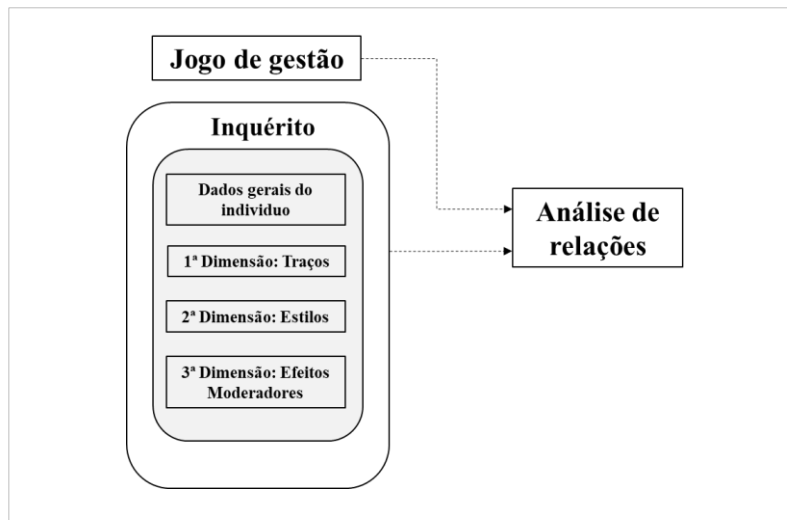 Jogo de gestão
Inquérito
Dados gerais do
individuo
1ª Dimensão: Traços
2ª Dimensão: Estilos
3ª Dimensão: Efeitos
Moderadores
Análise de
relações